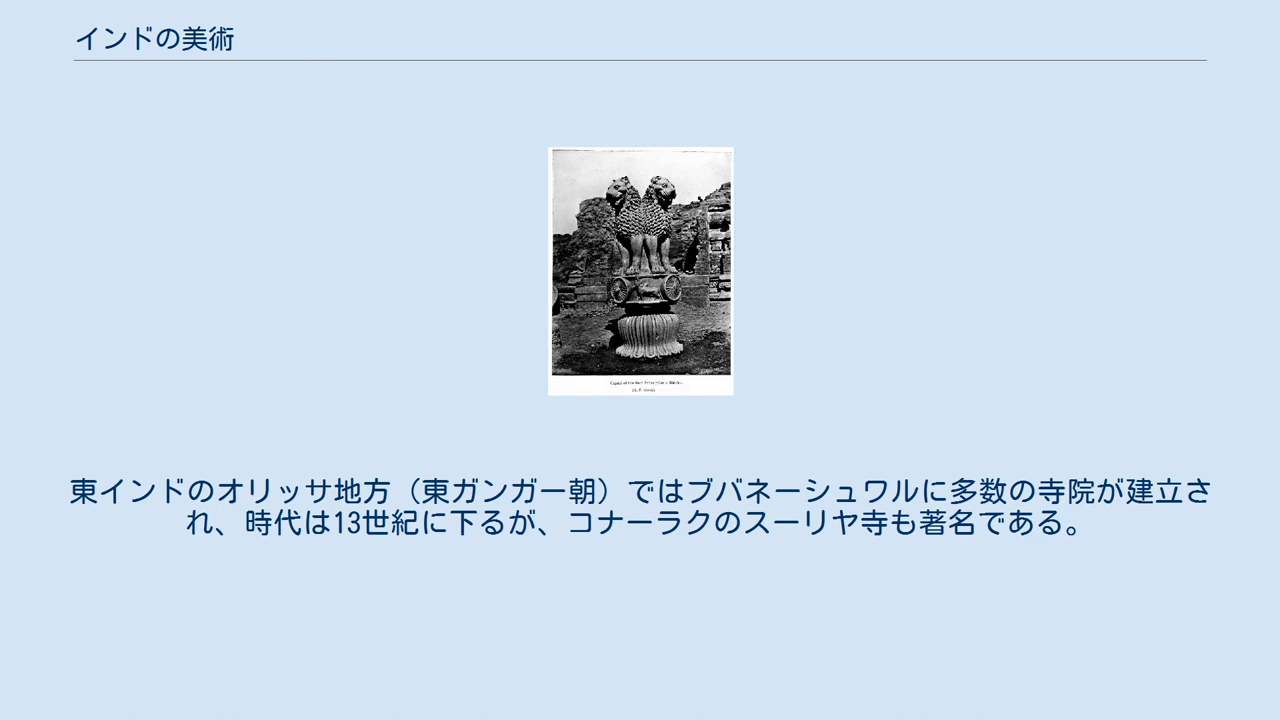 インドの美術
東インドのオリッサ地方（東ガンガー朝）ではブバネーシュワルに多数の寺院が建立さ
れ、時代は13世紀に下るが、コナーラクのスーリヤ寺も著名である。